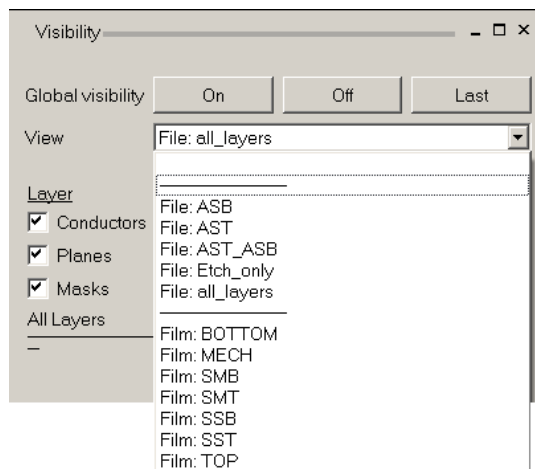 Visibility
Global visibility On Off Last
View File: all_layers
Layer
Conductors
Planes
Masks
All Layers
File: ASB
File: AST
File: AST_ASB
File: Etch_only
File: all_layers
Film: BOTTOM
Film: MECH
Film: SMB
Film: SMT
Film: SSB
Film: SST
Film: TOP